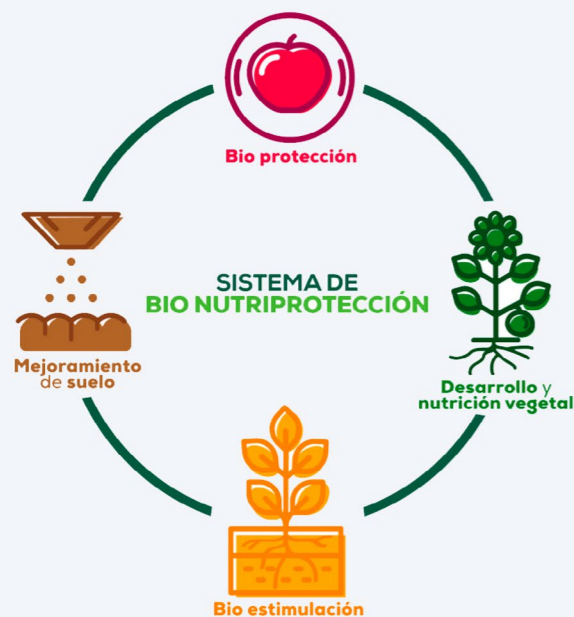 Bio protección
SISTEMA DE
BIO NUTRIPROTECCIÓN
Mejoramiento
de suelo
Desarrollo y
nutrición vegetal
Bio estimulación